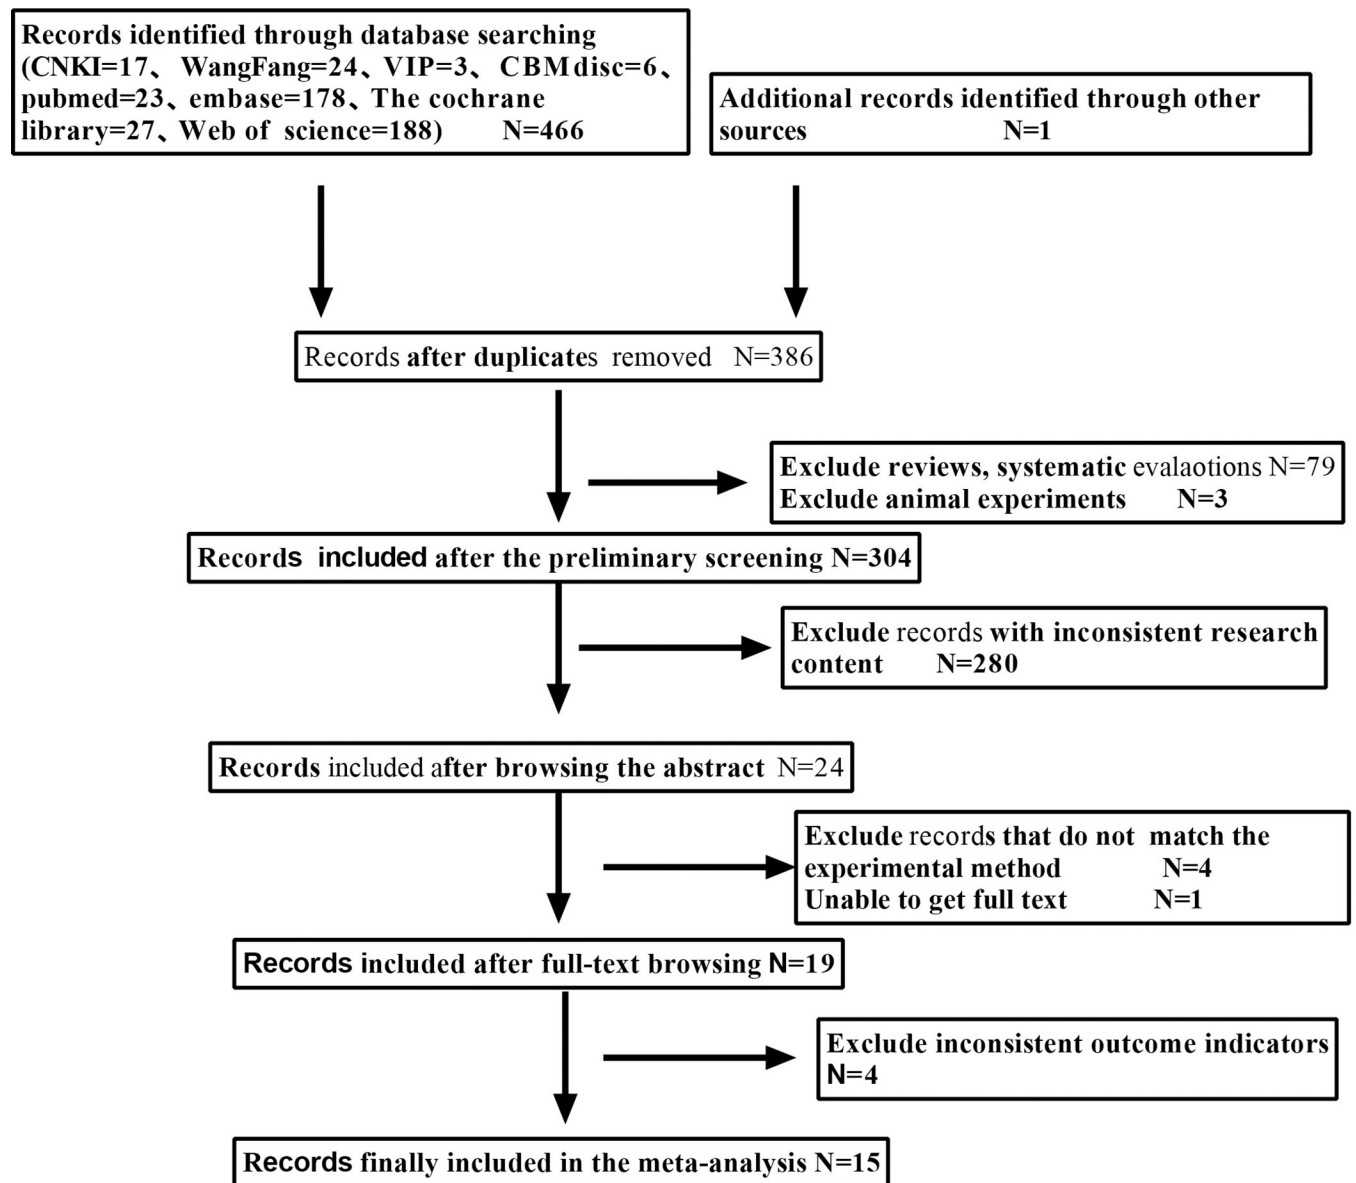 Records identified through database searching
(CNKI=17、 WangFang=24、VIP=3、 CBMdisc=6、
pubmed=23、embase=178、The cochrane
library=27、Web of science=188) N=466
Additional records identified through other
sources N=1
Records after duplicates removed N=386
Exclude reviews, systematic evalaotions N=79
Exclude animal experiments N=3
Records included after the preliminary screening N=304
Exclude records with inconsistent research
content N=280
Records included after browsing the abstract N=24
Exclude records that do not match the
experimental method N=4
Unable to get full text N=1
Records included after full-text browsing N=19
Exclude inconsistent outcome indicators
N=4
Records finally included in the meta-analysis N=15